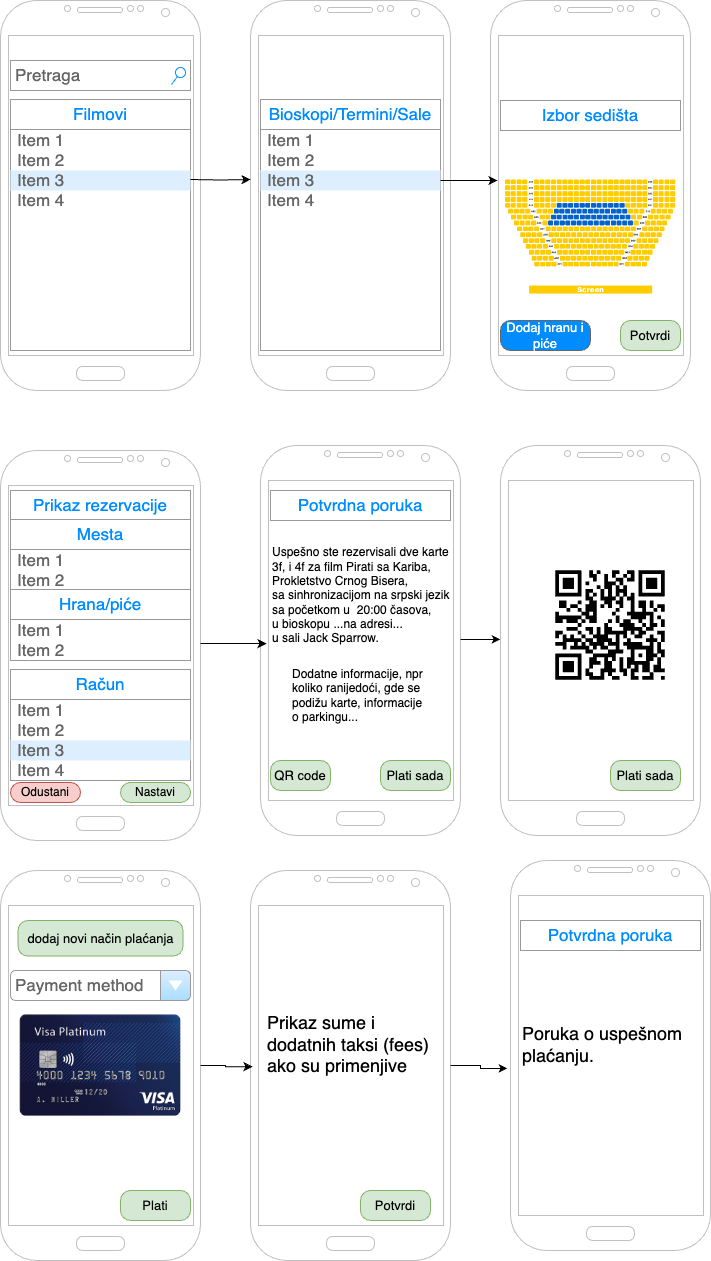 Pretraga
Filmovi
Item 1
Item 2
Item 3
Item 4
Bioskopi/Termini/Sale
Item 1
Item 2
Item 3
Item 4
Izbor sedišta
Screen
Dodaj hranu i
piće
Potvrdi
Prikaz rezervacije
Mesta
Item 1
Item 2
Hrana/piće
Item 1
Item 2
Račun
Item 1
Item 2
Item 3
Item 4
Odustani
Nastavi
Potvrdna poruka
Uspešno ste rezervisali dve karte
3f, i 4f za film Pirati sa Kariba,
Prokletstvo Crnog Bisera,
sa sinhronizacijom na srpski jezik
sa početkom u 20:00 časova,
u bioskopu ...na adresi...
u sali Jack Sparrow.
Dodatne informacije, npr
koliko ranijedoći, gde se
podižu karte, informacije
o parkingu...
QR code
Plati sada
Plati sada
dodaj novi način plaćanja
Payment method
Visa Platinum
4000 1234 5678 9010
12/20
A. MILLER
VISA
Platinum
Plati
Prikaz sume i
dodatnih taksi (fees)
ako su primenjive
Potvrdi
Potvrdna poruka
Poruka o uspešnom
plaćanju.